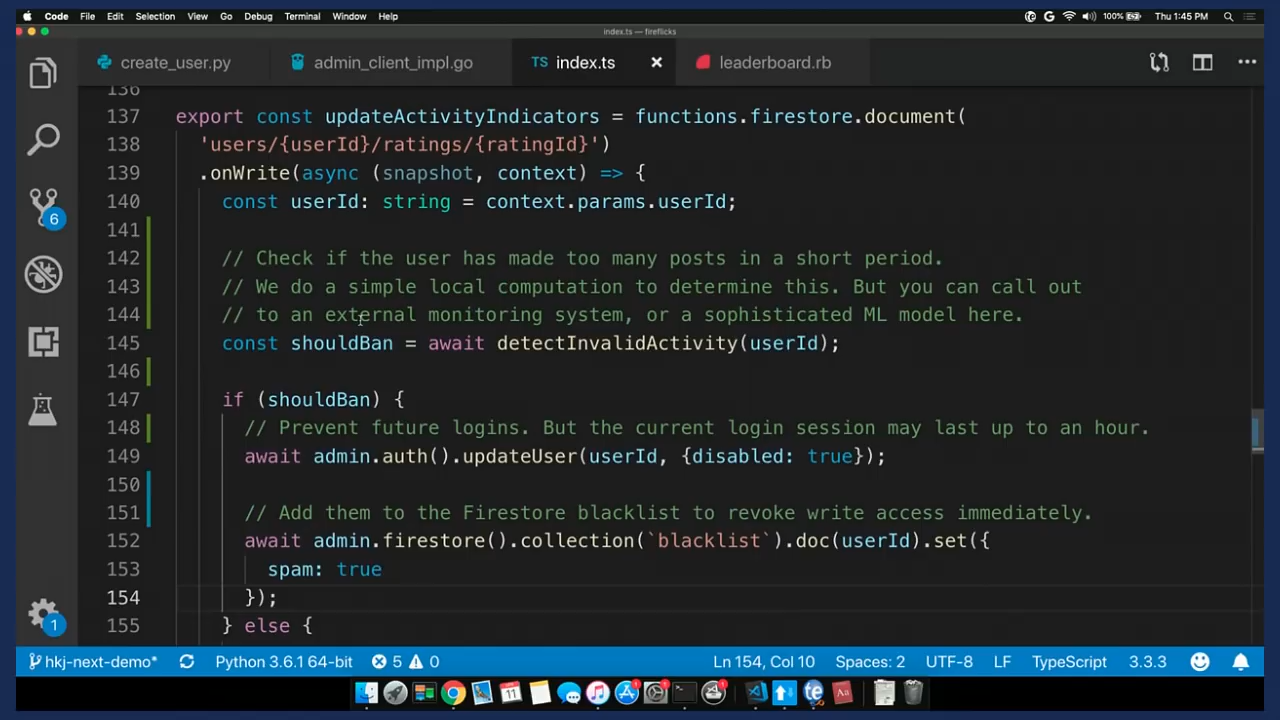 Code File Edit Selection View Go Debug Terminal Window Help
100% Thu 1:45 PM
index.ts — fireflicks
create_user.py
admin_client_impl.go
TS index.ts
leaderboard.rb
136
137 export const updateActivityIndicators = functions.firestore.document(
138 'users/{userId}/ratings/{ratingId}')
139 .onWrite(async (snapshot, context) => {
140 const userId: string = context.params.userId;
141
142 // Check if the user has made too many posts in a short period.
143 // We do a simple local computation to determine this. But you can call out
144 // to an external monitoring system, or a sophisticated ML model here.
145 const shouldBan = await detectInvalidActivity(userId);
146
147 if (shouldBan) {
148 // Prevent future logins. But the current login session may last up to an hour.
149 await admin.auth().updateUser(userId, {disabled: true});
150
151 // Add them to the Firestore blacklist to revoke write access immediately.
152 await admin.firestore().collection(`blacklist`).doc(userId).set({
153 spam: true
154 });
155 } else {
6
1
hkj-next-demo* Python 3.6.1 64-bit 5 0 Ln 154, Col 10 Spaces: 2 UTF-8 LF TypeScript 3.3.3
11
Aa